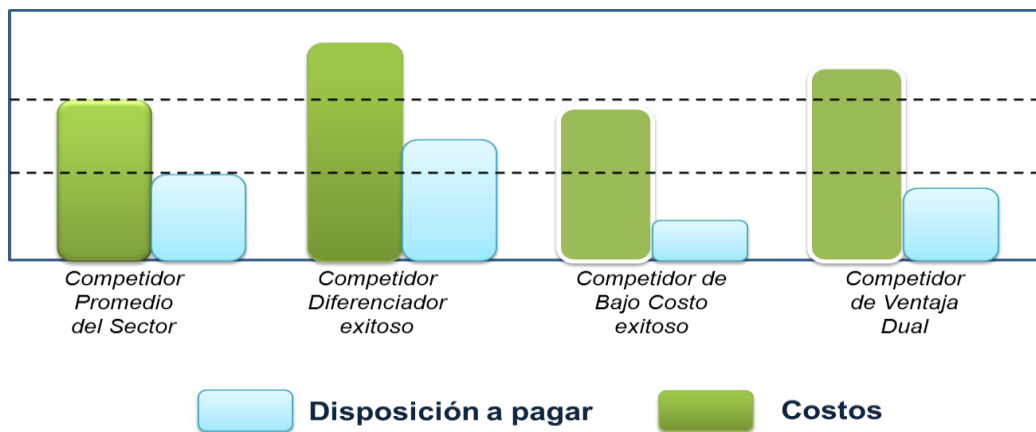 Competidor
Promedio
del Sector
Competidor
Diferenciador
exitoso
Competidor de
Bajo Costo
exitoso
Competidor
de Ventaja
Dual
Disposición a pagar
Costos